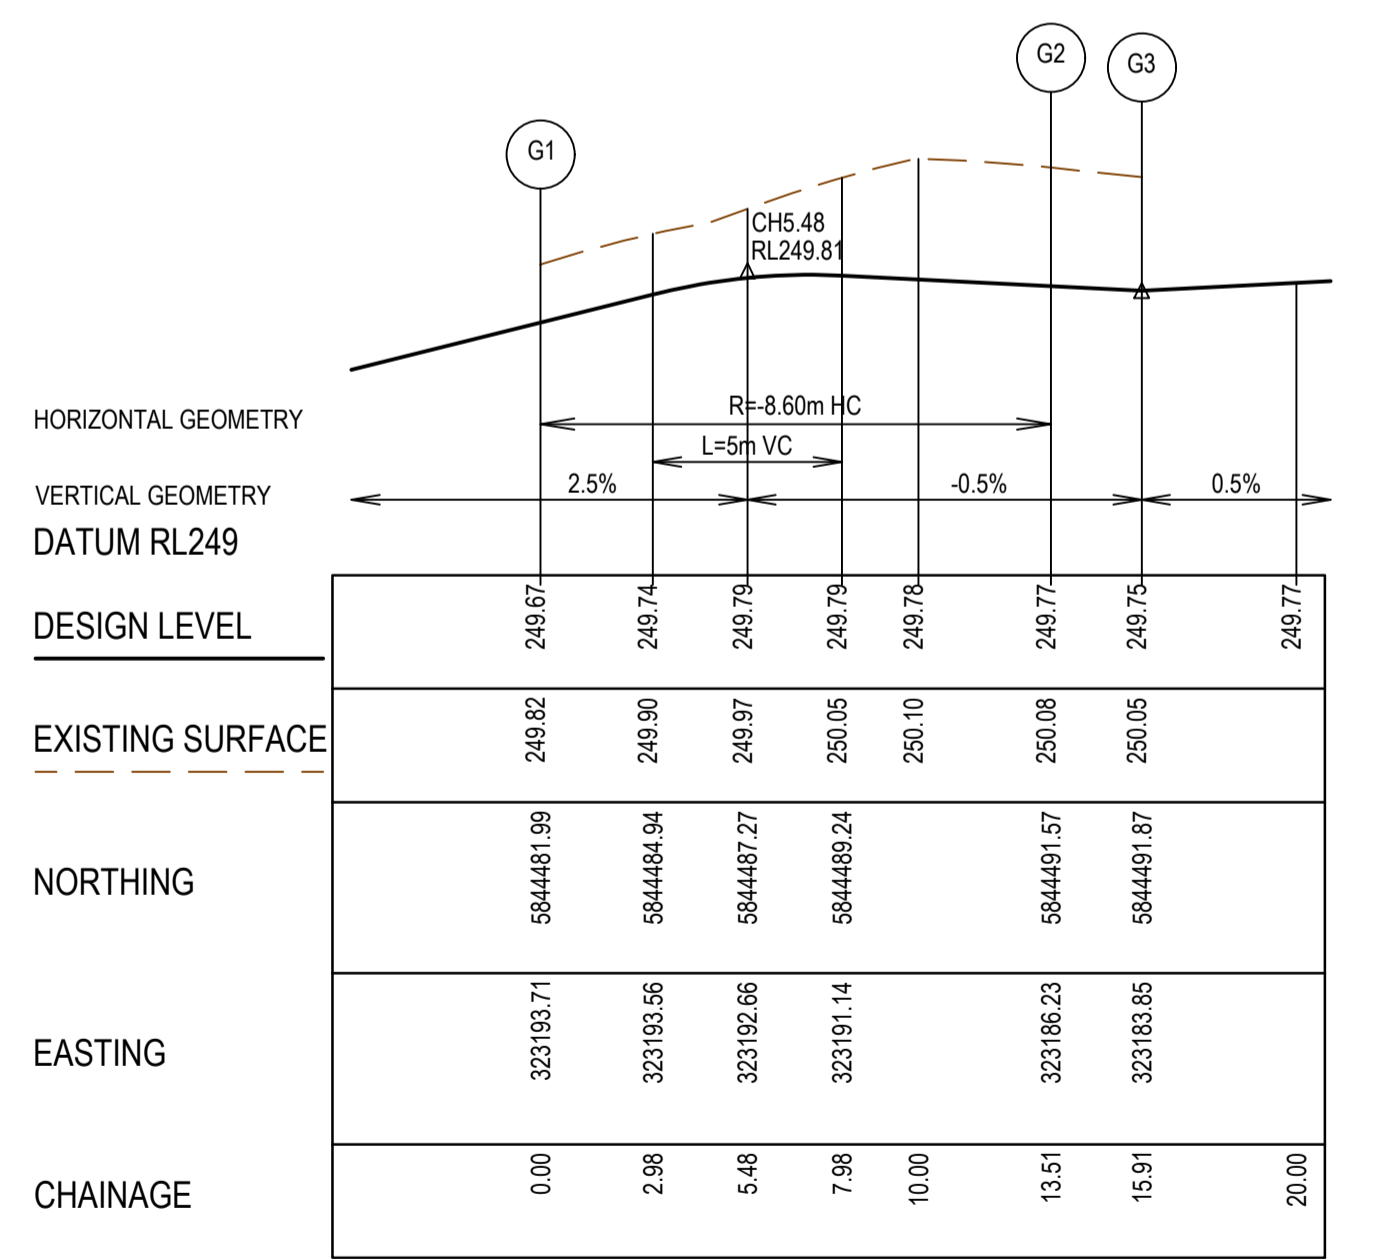 G1
G2
G3
CH5.48
RL249.81
HORIZONTAL GEOMETRY
R=-8.60m HC
L=5m VC
VERTICAL GEOMETRY
2.5%
-0.5%
0.5%
DATUM RL249
DESIGN LEVEL
249.67
249.74
249.79
249.79
249.78
249.77
249.75
249.77
EXISTING SURFACE
249.82
249.90
249.97
250.05
250.10
250.08
250.05
NORTHING
5844481.99
5844484.94
5844487.27
5844489.24
5844491.57
5844491.87
EASTING
323193.71
323193.56
323192.66
323191.14
323186.23
323183.85
CHAINAGE
0.00
2.98
5.48
7.98
10.00
13.51
15.91
20.00